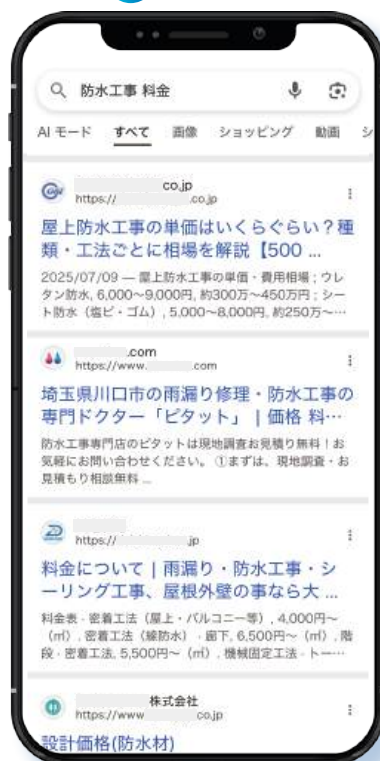 防水工事 料金
AI モード すべて 画像 ショッピング 動画 シ
co.jp
https:// .co.jp
屋上防水工事の単価はいくらぐらい？種
類・工法ごとに相場を解説【500 ...
2025/07/09 — 屋上防水工事の単価・費用相場 ; ウレ
タン防水, 6,000～9,000円, 約300万～450万円 ; シー
ト防水（塩ビ・ゴム）, 5,000～8,000円, 約250万～…
.com
https://www. .com
埼玉県川口市の雨漏り修理・防水工事の
専門ドクター「ピタット」 | 価格 料…
防水工事専門店のピタットは現地調査お見積り無料！お
気軽にお問い合わせください。 ①まずは、現地調査・お
見積もり相談無料 ...
https:// .jp
料金について | 雨漏り・防水工事・シ
ーリング工事、屋根外壁の事なら大 ...
料金表 · 密着工法（屋上・バルコニー等）, 4,000円～
（㎡）. 密着工法（線防水） · 廊下, 6,500円～（㎡）, 階
段 · 密着工法, 5,500円～（㎡）. 機械固定工法 · トー…
株式会社
https://www co.jp
設計価格(防水材)